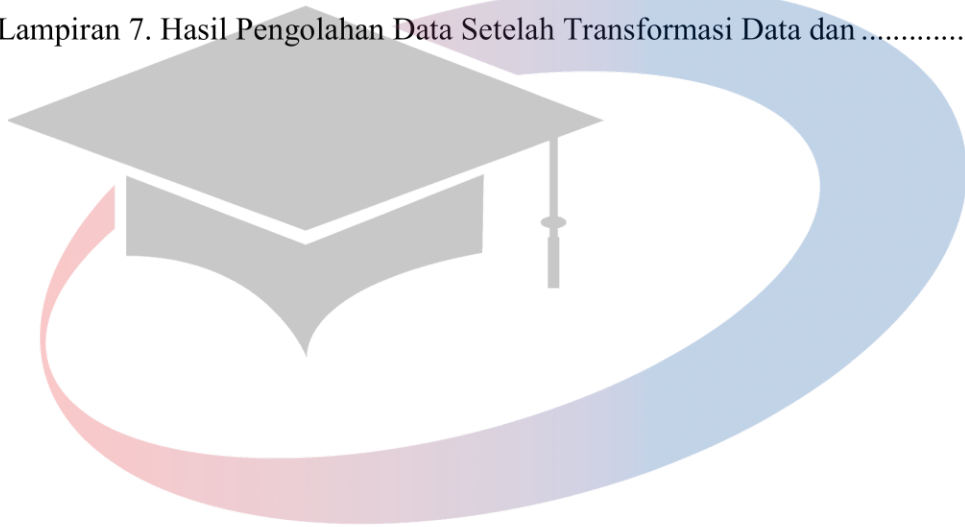 Lampiran 7. Hasil Pengolahan Data Setelah Transformasi Data dan .............